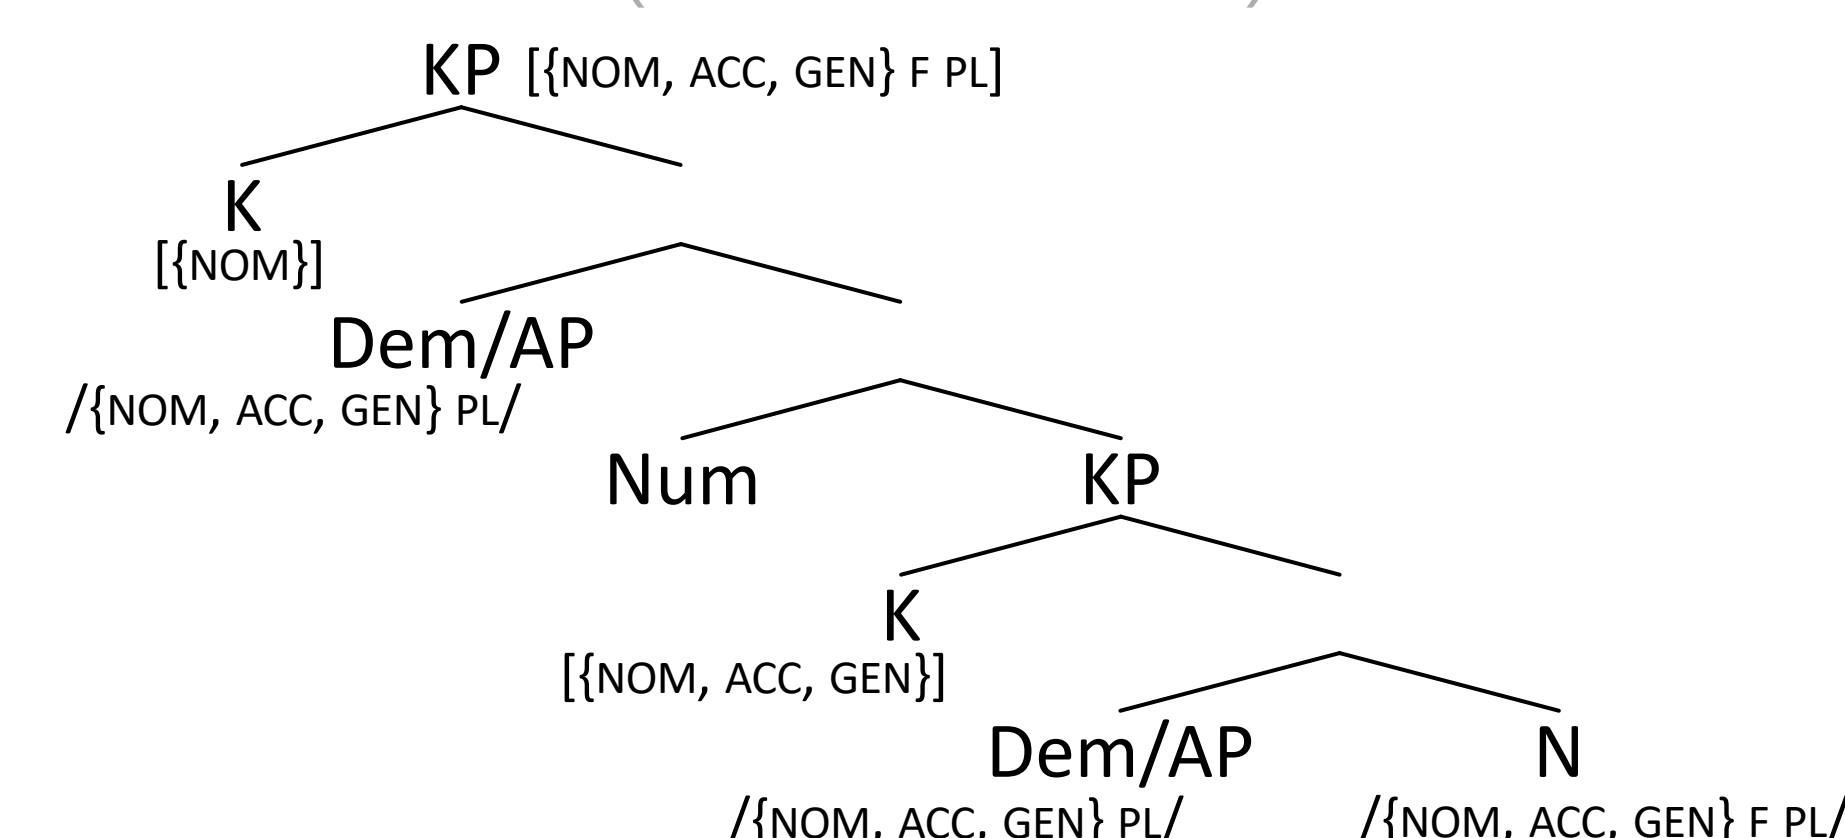 KP [{NOM, ACC, GEN} F PL]
K
[{NOM}]
Dem/AP
/{NOM, ACC, GEN} PL/
Num KP
K
[{NOM, ACC, GEN}]
Dem/AP N
/{NOM, ACC, GEN} PL/ /{NOM, ACC, GEN} F PL/